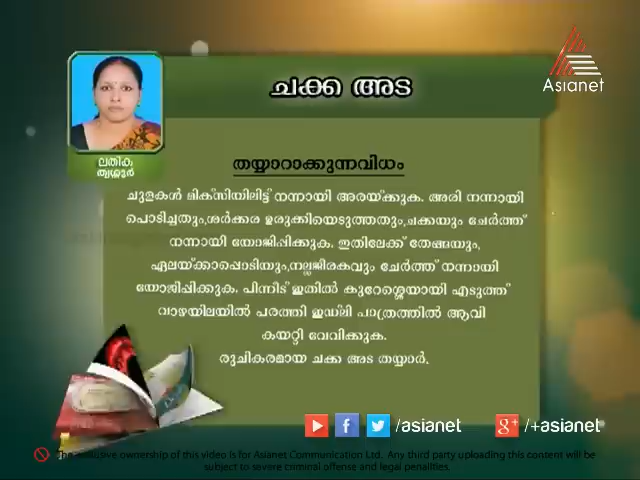 Asianet
ചക്ക അട
ലതിക
തൃശ്ശൂർ
തയ്യാറാക്കുന്നവിധം
ചുളകൾ മിക്സിയിലിട്ട് നന്നായി അരയ്ക്കുക. അരി നന്നായി
പൊടിച്ചതും,ശർക്കര ഉരുക്കിയെടുത്തതും,ചക്കയും ചേർത്ത്
നന്നായി യോജിപ്പിക്കുക. ഇതിലേക്ക് തേങ്ങയും,
ഏലയ്ക്കാപ്പൊടിയും,നല്ലജീരകവും ചേർത്ത് നന്നായി
യോജിപ്പിക്കുക. പിന്നീട് ഇതിൽ കുറേശ്ശെയായി എടുത്ത്
വാഴയിലയിൽ പരത്തി ഇഡ്ലി പാത്രത്തിൽ ആവി
കയറ്റി വേവിക്കുക.
രുചികരമായ ചക്ക അട തയ്യാർ.
/asianet
/+asianet
The exclusive ownership of this video is for Asianet Communication Ltd. Any third party uploading this content will be
subject to severe criminal offense and legal penalities.